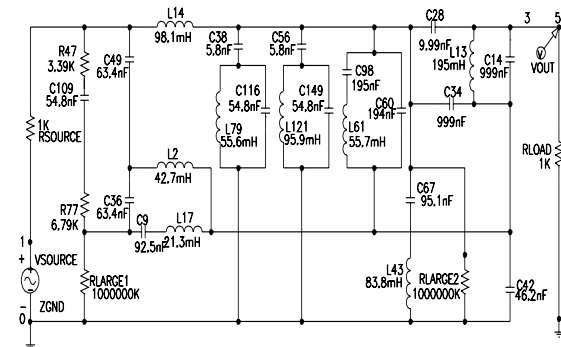 L14
98.1mH
C28
9.99nF
3
5
V
VOUT
R47
3.39K
C49
63.4nF
C38
5.8nF
C56
5.8nF
L13
195mH
C14
999nF
C109
54.8nF
C116
54.8nF
C149
54.8nF
C98
195nF
C60
194nF
C34
999nF
1K
RSOURCE
L79
55,6mH
L121
95,9mH
L61
55,7mH
RLOAD
1K
L2
42.7mH
R77
6.79K
C36
63.4nF
C67
95,1nF
C9
92.5nF
L17
21,3mH
1
+
VSOURCE
RLARGE1
1000000K
L43
83,8mH
RLARGE2
1000000K
C42
46.2nF
-
0
ZGND